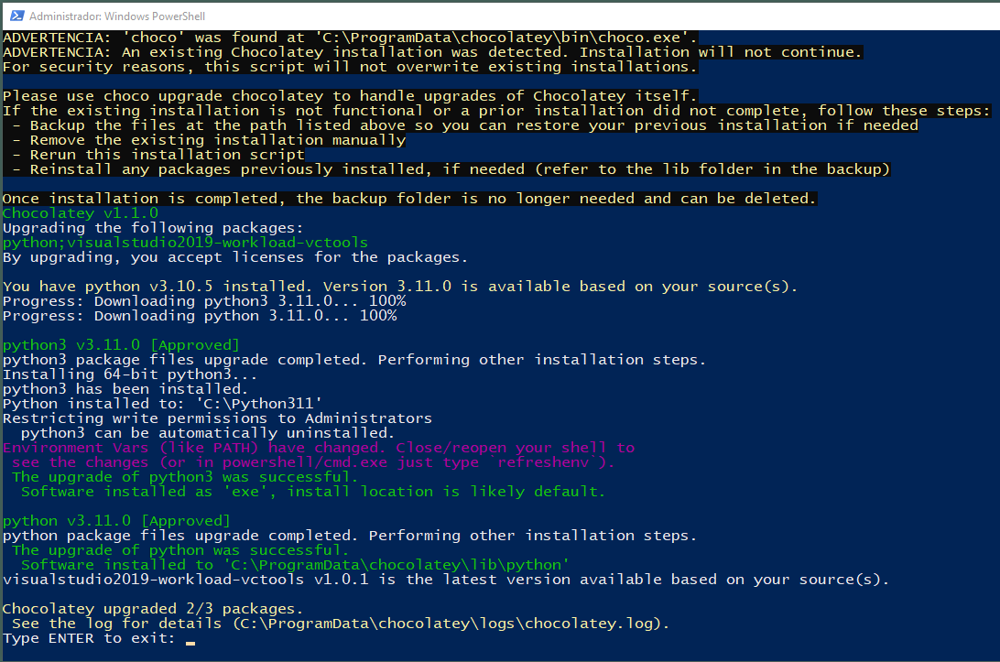 Administrador: Windows PowerShell
ADVERTENCIA: 'choco' was found at 'C:\ProgramData\chocolatey\bin\choco.exe'.
ADVERTENCIA: An existing Chocolatey installation was detected. Installation will not continue.
For security reasons, this script will not overwrite existing installations.
Please use choco upgrade chocolatey to handle upgrades of Chocolatey itself.
If the existing installation is not functional or a prior installation did not complete, follow these steps:
- Backup the files at the path listed above so you can restore your previous installation if needed
- Remove the existing installation manually
- Rerun this installation script
- Reinstall any packages previously installed, if needed (refer to the lib folder in the backup)
Once installation is completed, the backup folder is no longer needed and can be deleted.
Chocolatey v1.1.0
Upgrading the following packages:
python;visualstudio2019-workload-vctools
By upgrading, you accept licenses for the packages.
You have python v3.10.5 installed. Version 3.11.0 is available based on your source(s).
Progress: Downloading python3 3.11.0... 100%
Progress: Downloading python 3.11.0... 100%
python3 v3.11.0 [Approved]
python3 package files upgrade completed. Performing other installation steps.
Installing 64-bit python3...
python3 has been installed.
Python installed to: 'C:\Python311'
Restricting write permissions to Administrators
python3 can be automatically uninstalled.
Environment Vars (like PATH) have changed. Close/reopen your shell to
see the changes (or in powershell/cmd.exe just type `refreshenv`).
The upgrade of python3 was successful.
Software installed as 'exe', install location is likely default.
python v3.11.0 [Approved]
python package files upgrade completed. Performing other installation steps.
The upgrade of python was successful.
Software installed to 'C:\ProgramData\chocolatey\lib\python'
visualstudio2019-workload-vctools v1.0.1 is the latest version available based on your source(s).
Chocolatey upgraded 2/3 packages.
See the log for details (C:\ProgramData\chocolatey\logs\chocolatey.log).
Type ENTER to exit: